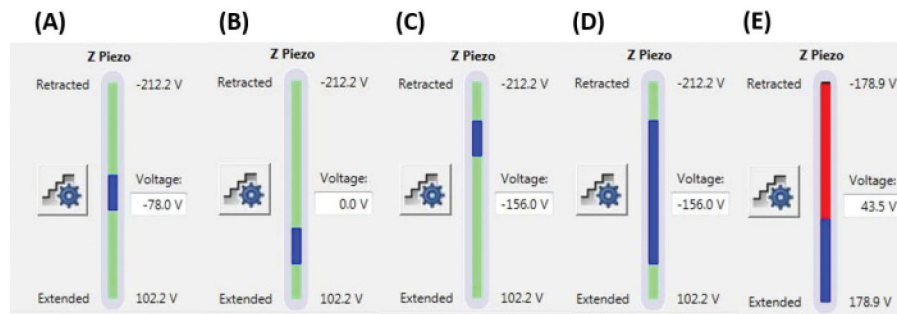 (A) (B) (C) (D) (E)
Z Piezo Z Piezo Z Piezo Z Piezo Z Piezo
Retracted -212.2 V Retracted -212.2 V Retracted -212.2 V Retracted -212.2 V Retracted -178.9 V
Voltage: Voltage: Voltage: Voltage: Voltage:
-78.0 V 0.0 V -156.0 V -156.0 V 43.5 V
Extended 102.2 V Extended 102.2 V Extended 102.2 V Extended 102.2 V Extended 178.9 V